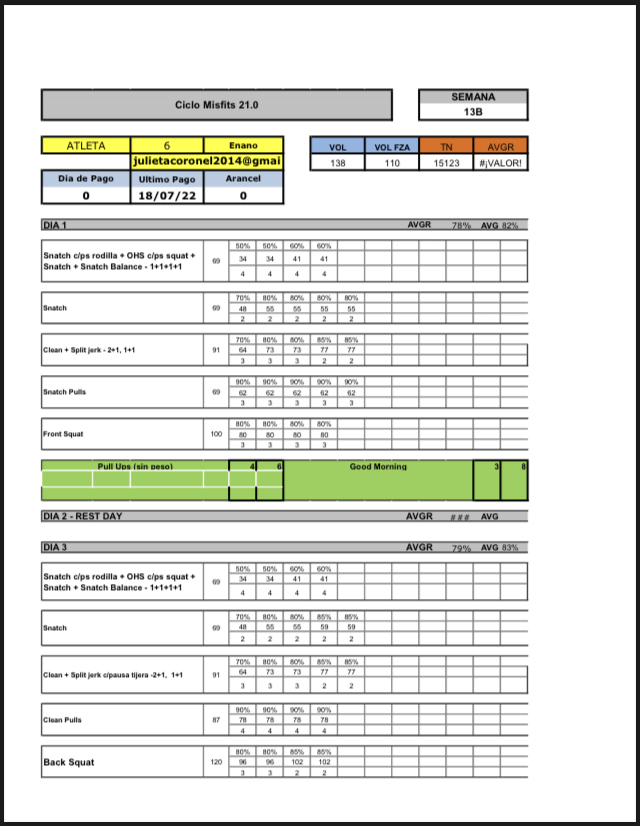 Ciclo Misfits 21.0
SEMANA
13B
ATLETA 6 Enano
julietacoronel2014@gmai
Dia de Pago Ultimo Pago Arancel
0 18/07/22 0
VOL VOL FZA TN AVGR
138 110 15123 #¡VALOR!
DIA 1 AVGR 78% AVG 82%
50% 50% 60% 60%
Snatch c/ps rodilla + OHS c/ps squat + Snatch + Snatch Balance - 1+1+1+1 69 34 34 41 41
4 4 4 4
70% 80% 80% 80% 80%
Snatch 69 48 55 55 55 55
2 2 2 2 2
70% 80% 80% 85% 85%
Clean + Split jerk - 2+1, 1+1 91 64 73 73 77 77
3 3 3 2 2
90% 90% 90% 90% 90%
Snatch Pulls 69 62 62 62 62 62
3 3 3 3 3
80% 80% 80% 80%
Front Squat 100 80 80 80 80
3 3 3 3
Pull Ups (sin peso) 4 6 Good Morning 3 8
DIA 2 - REST DAY AVGR ### AVG
DIA 3 AVGR 79% AVG 83%
50% 50% 60% 60%
Snatch c/ps rodilla + OHS c/ps squat + Snatch + Snatch Balance - 1+1+1+1 69 34 34 41 41
4 4 4 4
70% 80% 80% 85% 85%
Snatch 69 48 55 55 59 59
2 2 2 2 2
70% 80% 80% 85% 85%
Clean + Split jerk c/pausa tijera -2+1, 1+1 91 64 73 73 77 77
3 3 3 2 2
90% 90% 90% 90%
Clean Pulls 87 78 78 78 78
4 4 4 4
80% 80% 85% 85%
Back Squat 120 96 96 102 102
3 3 2 2